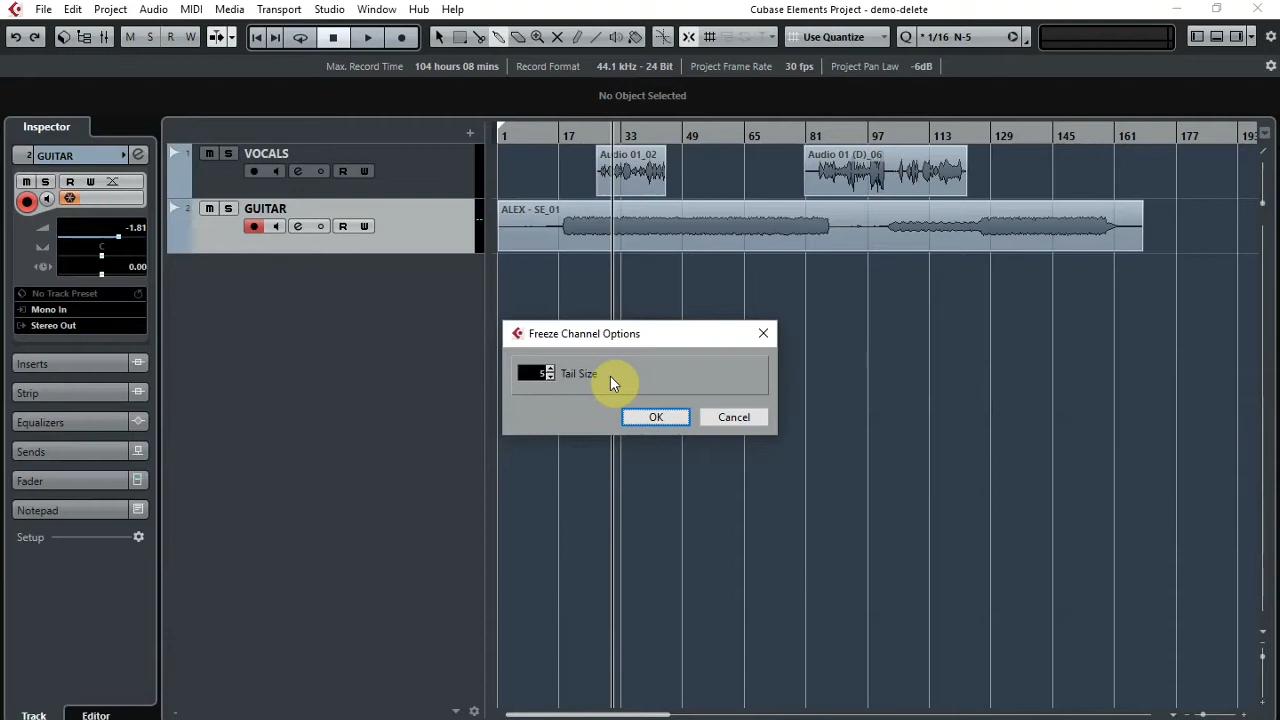 File Edit Project Audio MIDI Media Transport Studio Window Hub Help
Cubase Elements Project - demo-delete
M S R W Use Quantize Q * 1/16 N-5
Max. Record Time 104 hours 08 mins Record Format 44.1 kHz - 24 Bit Project Frame Rate 30 fps Project Pan Law -6dB
No Object Selected
Inspector
2 GUITAR
m S R W
-1.81
C
0.00
No Track Preset
Mono In
Stereo Out
Inserts
Strip
Equalizers
Sends
Fader
Notepad
Setup
Track Editor
1 m S VOCALS
e R W
2 m S GUITAR
e R W
1 17 33 49 65 81 97 113 129 145 161 177 193
Audio 01_02 Audio 01 (D)_06
ALEX - SE_01
Freeze Channel Options
5 Tail Size
OK Cancel